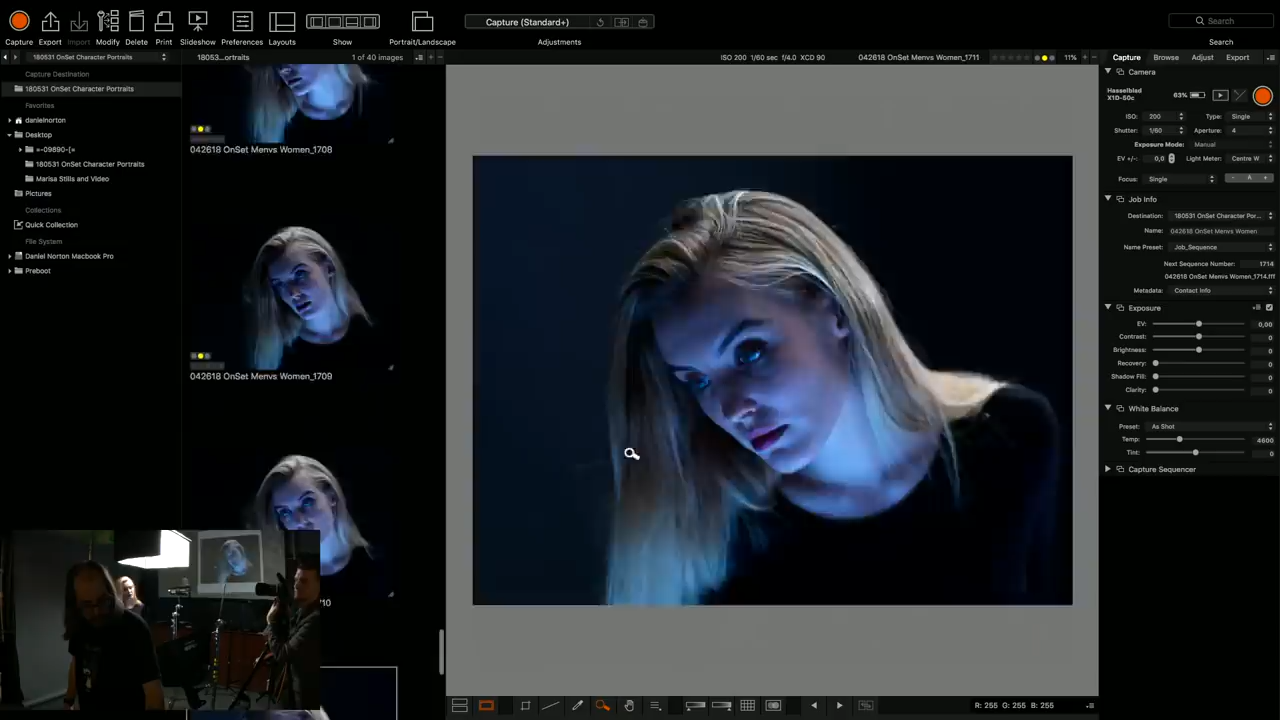 Capture
Export
Import
Modify
Delete
Print
Slideshow
Preferences
Layouts
Show
Portrait/Landscape
Capture (Standard+)
Adjustments
Search
Search
180531 OnSet Character Portraits
18053...ortraits
1 of 40 images
ISO 200 1/60 sec f/4.0 XCD 90
042618 OnSet Menvs Women_1711
11%
Capture
Browse
Adjust
Export
Capture Destination
180531 OnSet Character Portraits
Favorites
danielnorton
Desktop
=-09890-[=
180531 OnSet Character Portraits
Marisa Stills and Video
Pictures
Collections
Quick Collection
File System
Daniel Norton Macbook Pro
Preboot
042618 OnSet Menvs Women_1708
042618 OnSet Menvs Women_1709
10
Camera
Hasselblad
X1D-50c
63%
ISO: 200
Type: Single
Shutter: 1/60
Aperture: 4
Exposure Mode: Manual
EV +/-: 0,0
Light Meter: Centre W
Focus: Single
- A +
Job Info
Destination: 180531 OnSet Character Por...
Name: 042618 OnSet Menvs Women
Name Preset: Job_Sequence
Next Sequence Number: 1714
042618 OnSet Menvs Women_1714.fff
Metadata: Contact Info
Exposure
EV: 0,00
Contrast: 0
Brightness: 0
Recovery: 0
Shadow Fill: 0
Clarity: 0
White Balance
Preset: As Shot
Temp: 4600
Tint: 0
Capture Sequencer
R: 255 G: 255 B: 255